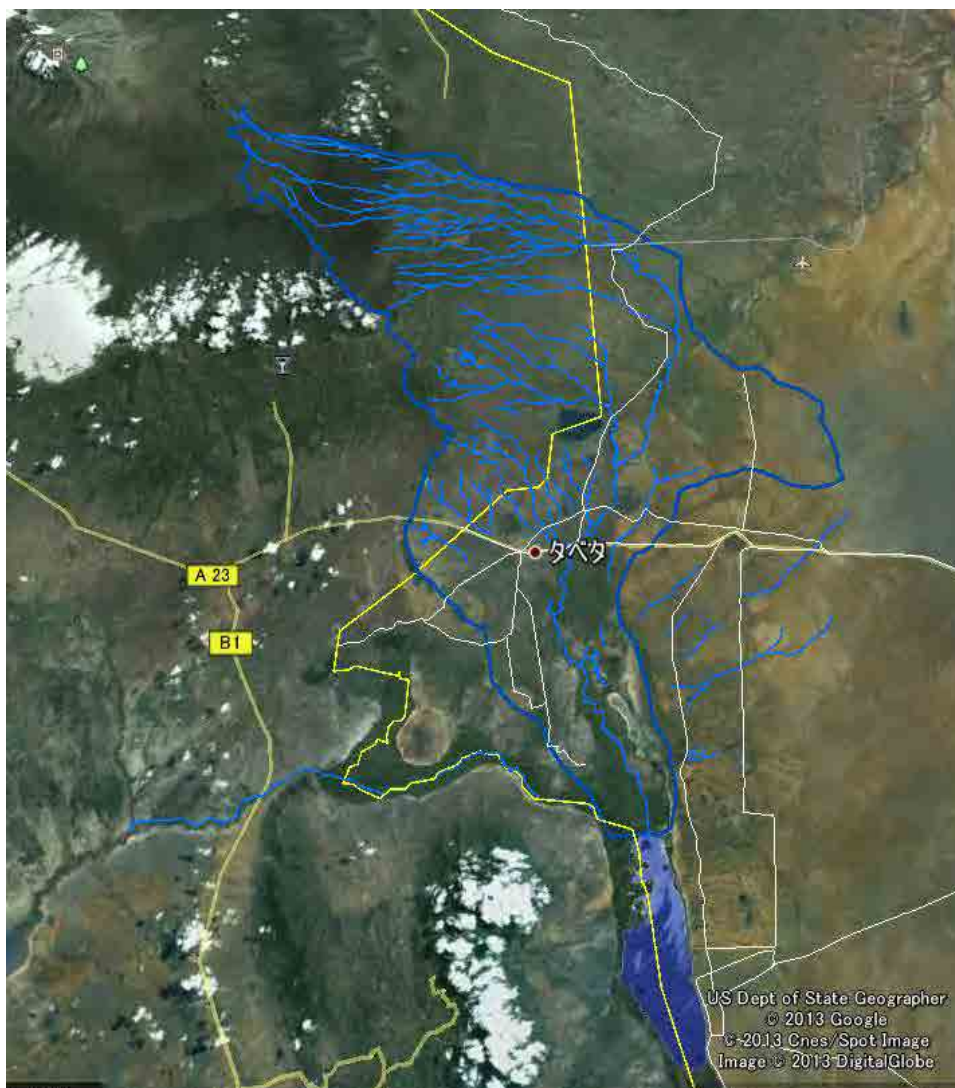 A 23
タベタ
B1
US Dept of State Geographer
© 2013 Google
© 2013 Cnes/Spot Image
Image © 2013 DigitalGlobe